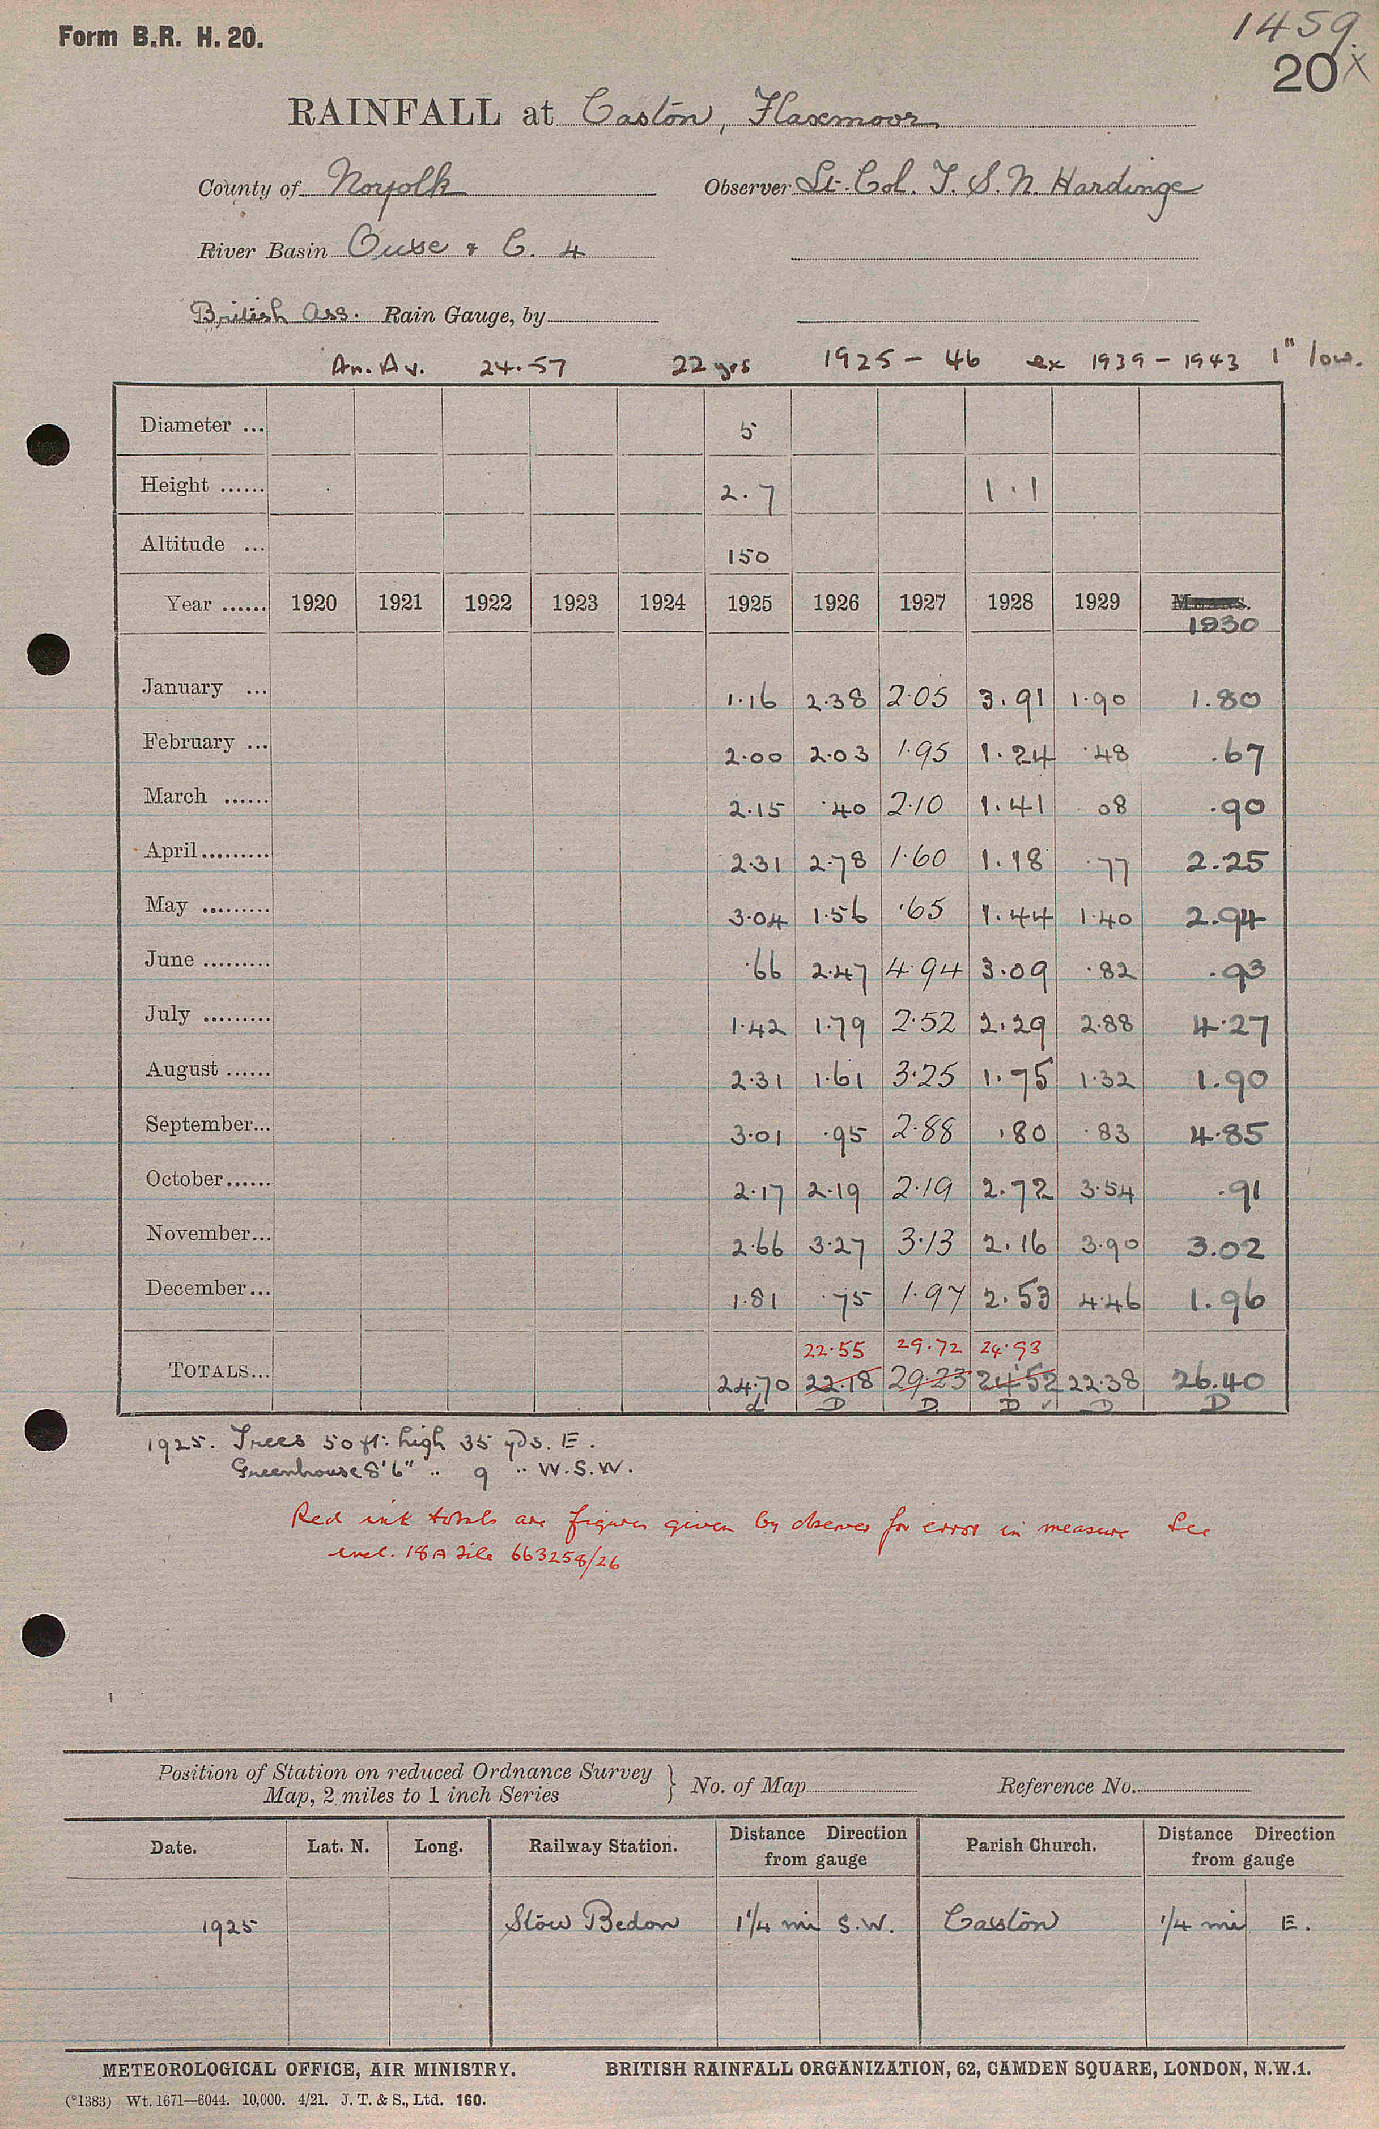 Form B.R. H. 20.
1459.
20 X
RAINFALL at Caston, Flaxmoor.
County of Norfolk Observer Lt. Col. T. S. N. Hardinge
River Basin Ouse & C. 4
British Ass. Rain Gauge, by
An. Av. 24.57 22 yrs 1925 - 46 ex 1939 - 1943 1" low.
Diameter ... 5
Height ...... 2.7 1.1
Altitude ... 150
Year ...... 1920 1921 1922 1923 1924 1925 1926 1927 1928 1929 MEANS. 1930
January ... 1.16 2.38 2.05 3.91 1.90 1.80
February ... 2.00 2.03 1.95 1.24 .48 .67
March ...... 2.15 .40 2.10 1.41 08 .90
April......... 2.31 2.78 1.60 1.18 .77 2.25
May ......... 3.04 1.56 .65 1.44 1.40 2.94
June ......... .66 2.47 4.94 3.09 .82 .93
July ......... 1.42 1.79 2.52 2.29 2.88 4.27
August ...... 2.31 1.61 3.25 1.75 1.32 1.90
September... 3.01 .95 2.88 .80 .83 4.85
October...... 2.17 2.19 2.19 2.72 3.54 .91
November... 2.66 3.27 3.13 2.16 3.90 3.02
December... 1.81 .75 1.97 2.53 4.46 1.96
22.55 29.72 24.93
TOTALS... 24.70 22.18 29.23 24.52 22.38 26.40
D D D D D
1925. Trees 50 ft. high 35 yds. E.
Greenhouse 8'6" " 9 " W.S.W.
Red ink totals are figures given by observer for error in measure See
encl. 18A File 663258/26
Position of Station on reduced Ordnance Survey
Map, 2 miles to 1 inch Series } No. of Map Reference No.
Date. Lat. N. Long. Railway Station. Distance Direction from gauge Parish Church. Distance Direction from gauge
1925 Stow Bedon 1 1/4 mi S.W. Casston 1/4 mi E.
METEOROLOGICAL OFFICE, AIR MINISTRY. BRITISH RAINFALL ORGANIZATION, 62, CAMDEN SQUARE, LONDON, N.W.1.
(*1383) Wt. 1671—6044. 10,000. 4/21. J. T. & S., Ltd. 160.